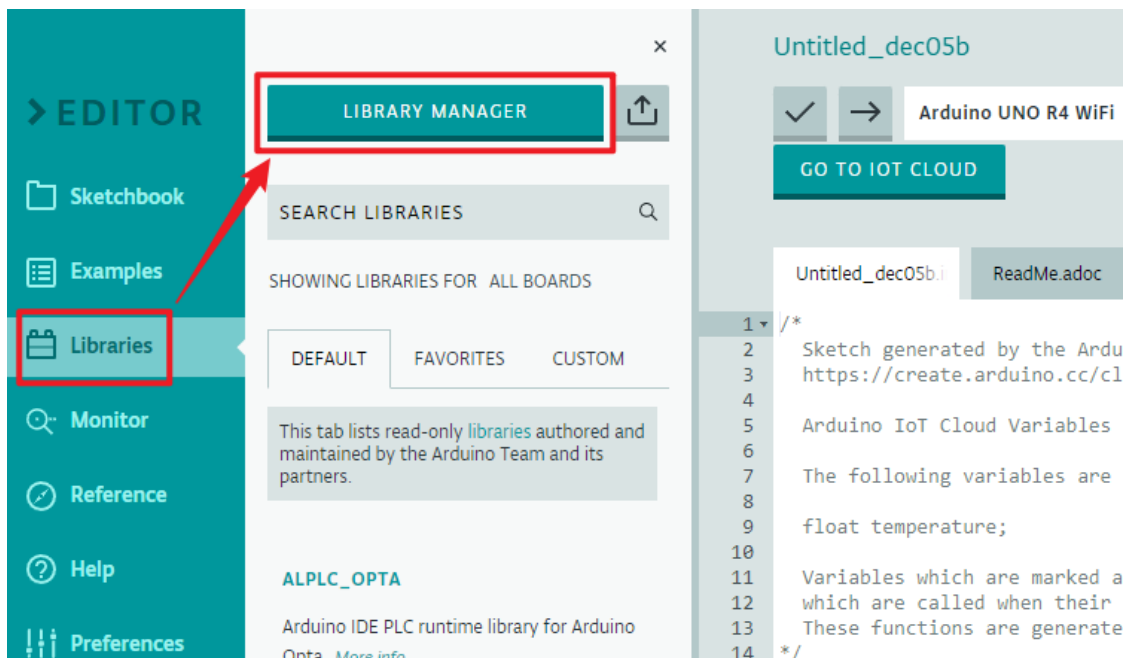 EDITOR
Sketchbook
Examples
Libraries
Monitor
Reference
Help
Preferences
LIBRARY MANAGER
SEARCH LIBRARIES
SHOWING LIBRARIES FOR ALL BOARDS
DEFAULT FAVORITES CUSTOM
This tab lists read-only libraries authored and
maintained by the Arduino Team and its
partners.
ALPLC_OPTA
Arduino IDE PLC runtime library for Arduino
Opta More info
Untitled_dec05b
Arduino UNO R4 WiFi
GO TO IOT CLOUD
Untitled_dec05b.i ReadMe.adoc
1 /*
2 Sketch generated by the Ardu
3 https://create.arduino.cc/cl
4
5 Arduino IoT Cloud Variables
6
7 The following variables are
8
9 float temperature;
10
11 Variables which are marked a
12 which are called when their
13 These functions are generate
14 */